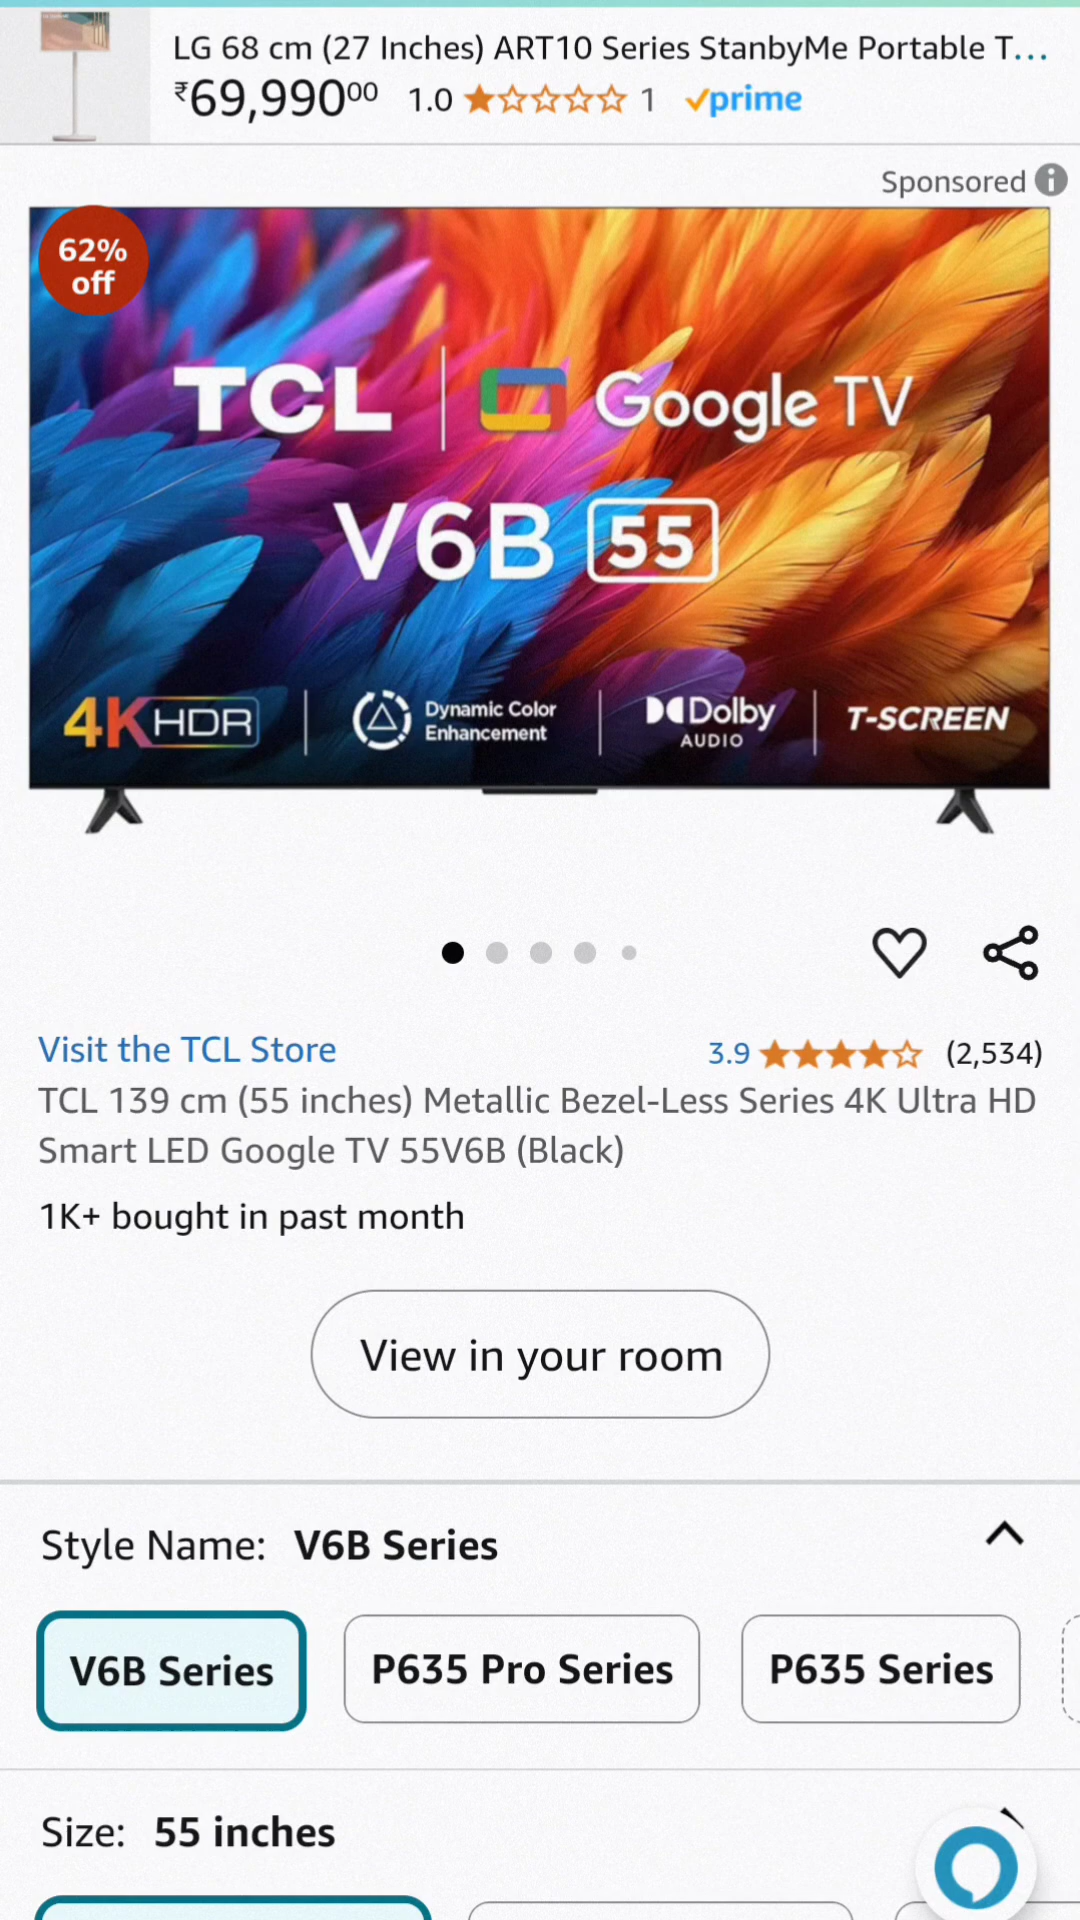 LG 68 cm (27 Inches) ART10 Series StanbyMe Portable T...
₹69,99000 1.0 1 prime
Sponsored
62%
off
TCL | Google TV
V6B 55
4K HDR
Dynamic Color
Enhancement
Dolby
AUDIO
T-SCREEN
Visit the TCL Store
3.9 (2,534)
TCL 139 cm (55 inches) Metallic Bezel-Less Series 4K Ultra HD
Smart LED Google TV 55V6B (Black)
1K+ bought in past month
View in your room
Style Name: V6B Series
V6B Series
P635 Pro Series
P635 Series
Size: 55 inches